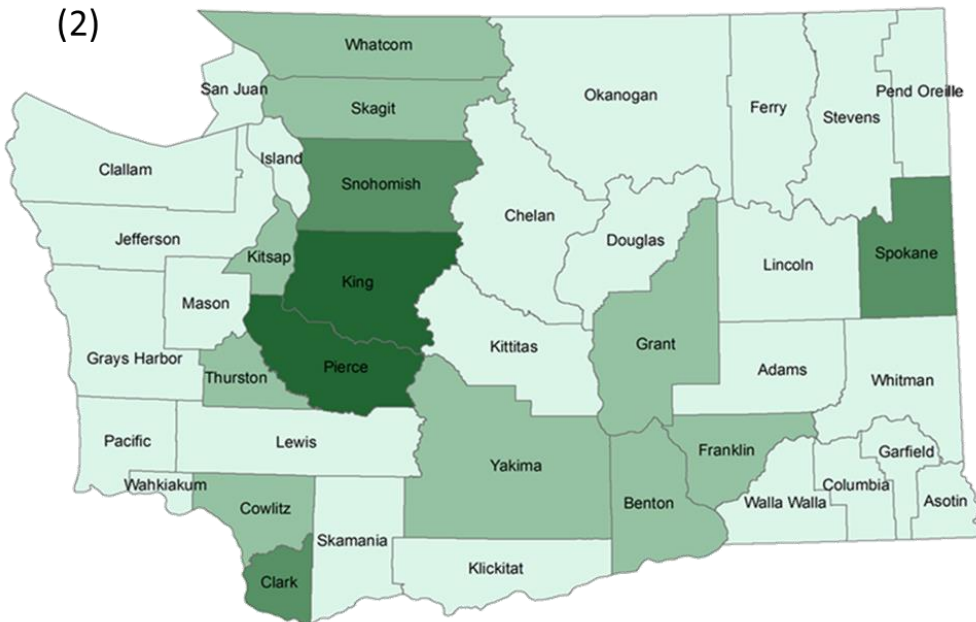 (2)
Whatcom
San Juan
Skagit
Okanogan
Ferry
Stevens
Pend Oreille
Clallam
Island
Snohomish
Jefferson
Kitsap
Chelan
Douglas
Lincoln
Spokane
King
Mason
Grays Harbor
Thurston
Pierce
Kittitas
Grant
Adams
Whitman
Pacific
Lewis
Yakima
Franklin
Garfield
Wahkiakum
Cowlitz
Benton
Walla Walla
Columbia
Asotin
Skamania
Clark
Klickitat